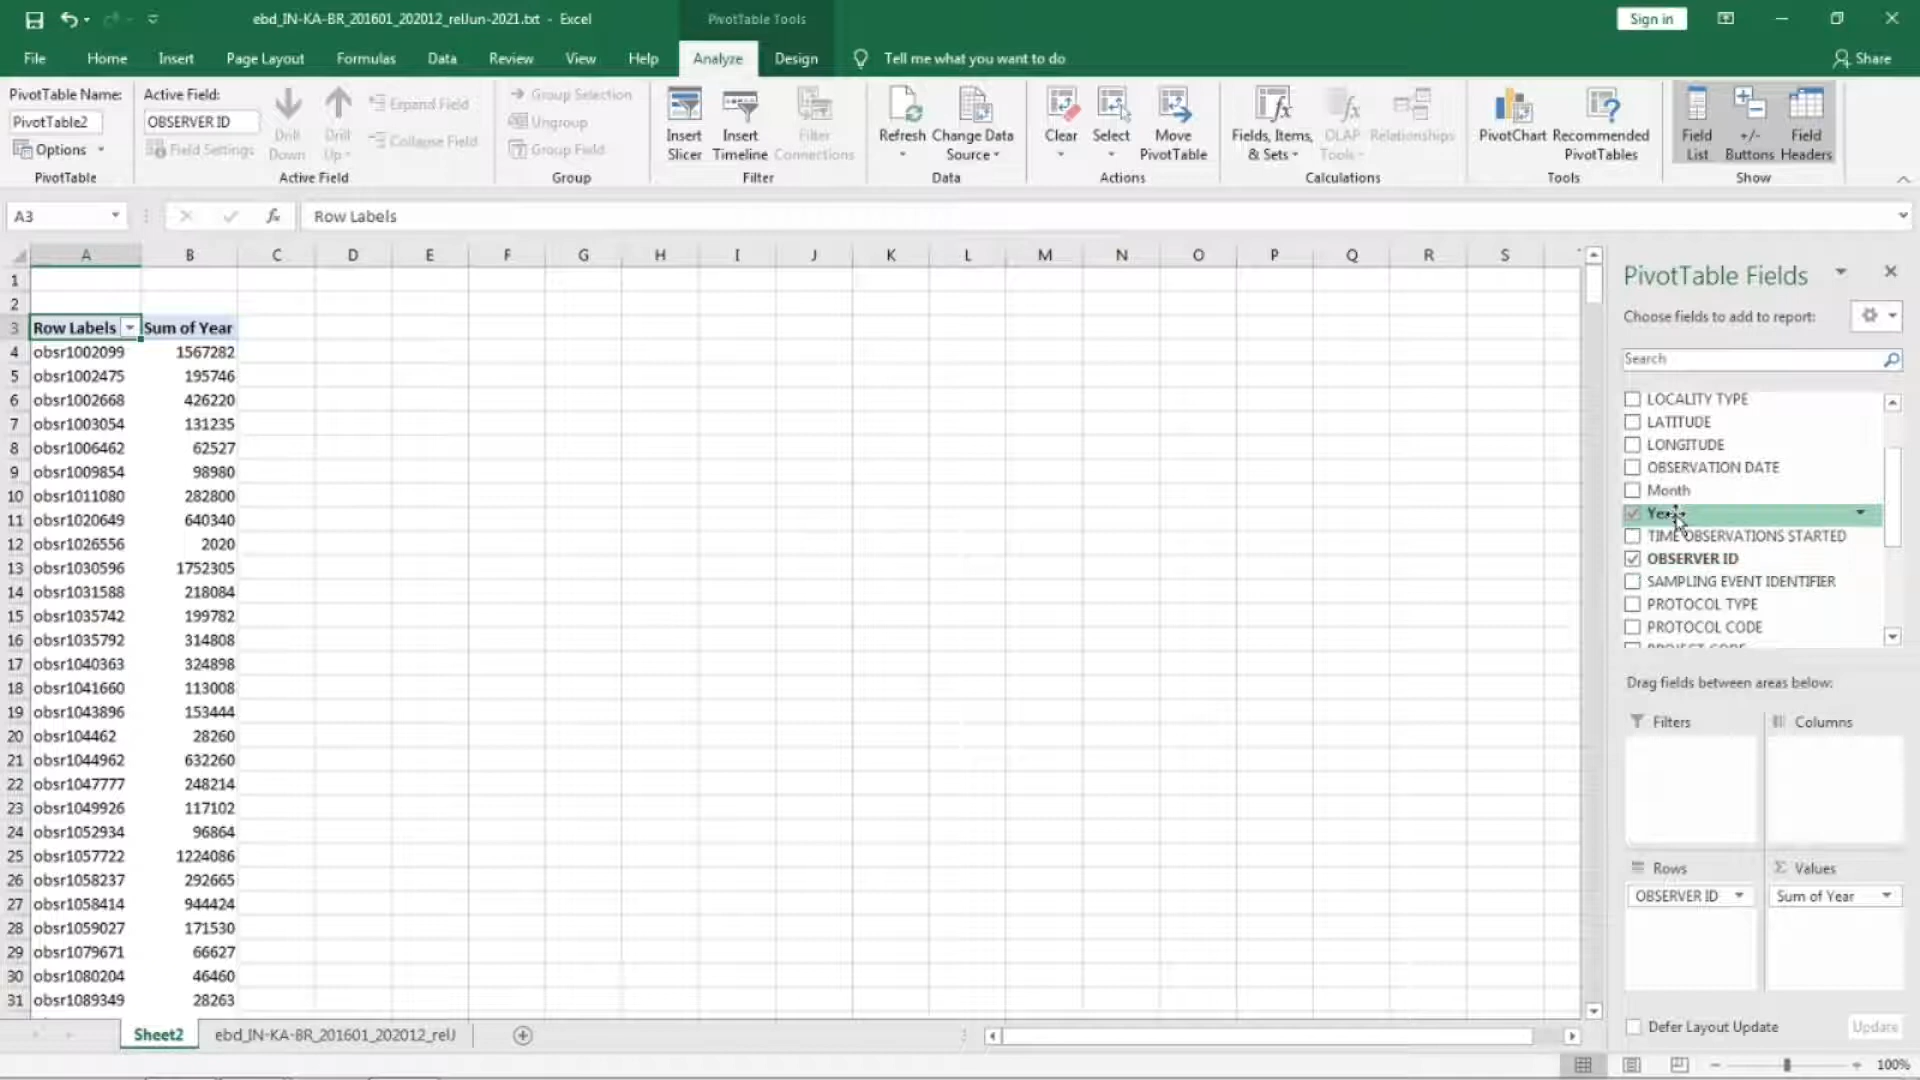 ebd_IN-KA-BR_201601_202012_relJun-2021.txt - Excel
PivotTable Tools
Sign in
File Home Insert Page Layout Formulas Data Review View Help Analyze Design Tell me what you want to do Share
PivotTable Name:
PivotTable2
Options
PivotTable
Active Field:
OBSERVER ID
Field Settings
Drill Down
Drill Up
Expand Field
Collapse Field
Active Field
Group Selection
Ungroup
Group Field
Group
Insert Slicer
Insert Timeline
Filter Connections
Filter
Refresh
Change Data Source
Data
Clear
Select
Move PivotTable
Actions
Fields, Items, & Sets
OLAP Tools
Relationships
Calculations
PivotChart
Recommended PivotTables
Tools
Field List
+/- Buttons
Field Headers
Show
A3
fx
Row Labels
A B C D E F G H I J K L M N O P Q R S
1
2
3 Row Labels Sum of Year
4 obsr1002099 1567282
5 obsr1002475 195746
6 obsr1002668 426220
7 obsr1003054 131235
8 obsr1006462 62527
9 obsr1009854 98980
10 obsr1011080 282800
11 obsr1020649 640340
12 obsr1026556 2020
13 obsr1030596 1752305
14 obsr1031588 218084
15 obsr1035742 199782
16 obsr1035792 314808
17 obsr1040363 324898
18 obsr1041660 113008
19 obsr1043896 153444
20 obsr104462 28260
21 obsr1044962 632260
22 obsr1047777 248214
23 obsr1049926 117102
24 obsr1052934 96864
25 obsr1057722 1224086
26 obsr1058237 292665
27 obsr1058414 944424
28 obsr1059027 171530
29 obsr1079671 66627
30 obsr1080204 46460
31 obsr1089349 28263
Sheet2 ebd_IN-KA-BR_201601_202012_relJ
PivotTable Fields
Choose fields to add to report:
Search
LOCALITY TYPE
LATITUDE
LONGITUDE
OBSERVATION DATE
Month
Year
TIME OBSERVATIONS STARTED
OBSERVER ID
SAMPLING EVENT IDENTIFIER
PROTOCOL TYPE
PROTOCOL CODE
PROJECT CODE
Drag fields between areas below:
Filters
Columns
Rows
Σ Values
OBSERVER ID
Sum of Year
Defer Layout Update
Update
100%